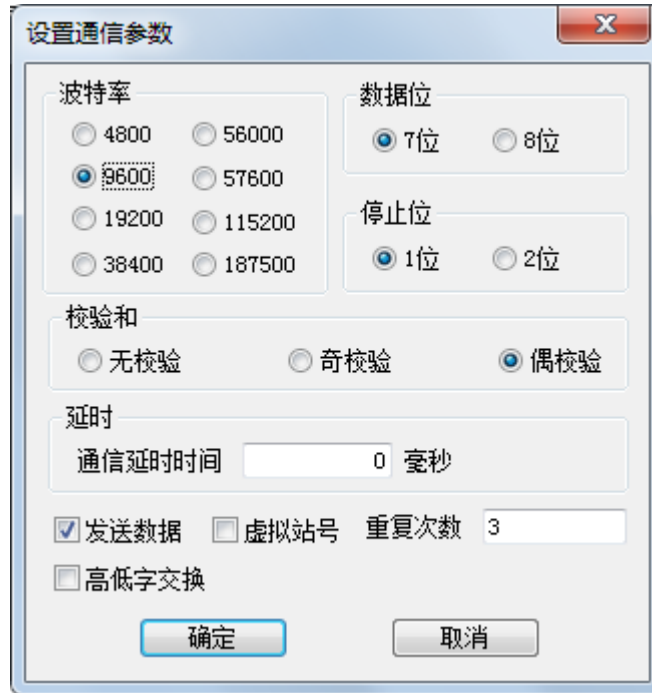 设置通信参数
波特率
4800 56000
9600 57600
19200 115200
38400 187500
数据位
7位 8位
停止位
1位 2位
校验和
无校验 奇校验 偶校验
延时
通信延时时间 0 毫秒
发送数据 虚拟站号 重复次数 3
高低字交换
确定 取消